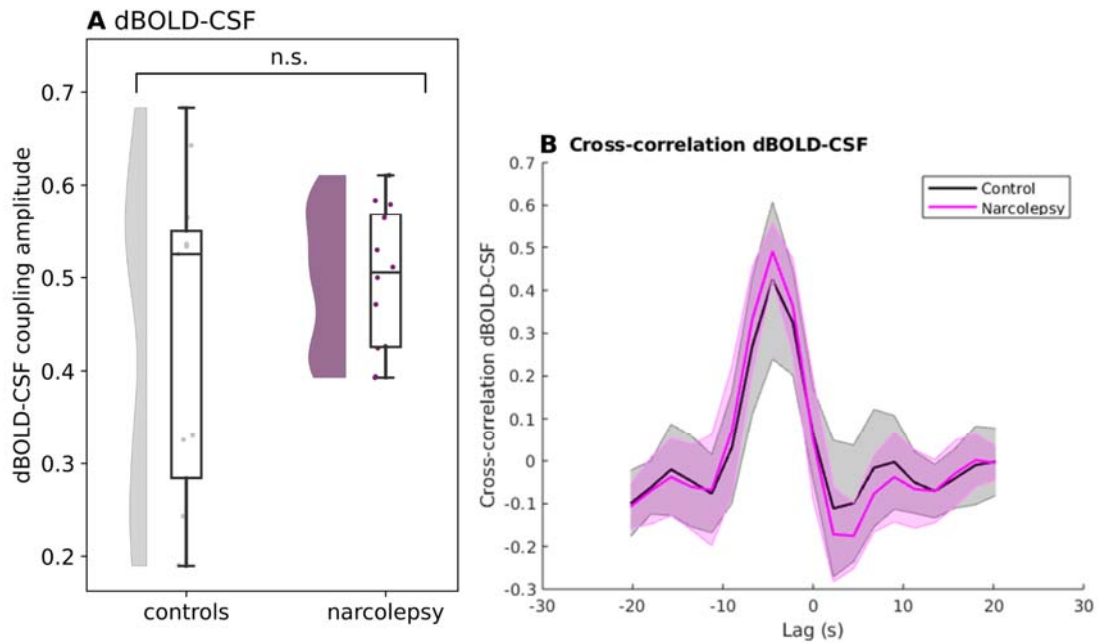 A dBOLD-CSF
n.s.
0.7
0.6
0.5
0.4
0.3
0.2
dBOLD-CSF coupling amplitude
controls narcolepsy
B Cross-correlation dBOLD-CSF
0.7
0.6
0.5
0.4
0.3
0.2
0.1
0
-0.1
-0.2
-0.3
Cross-correlation dBOLD-CSF
Control
Narcolepsy
-30 -20 -10 0 10 20 30
Lag (s)